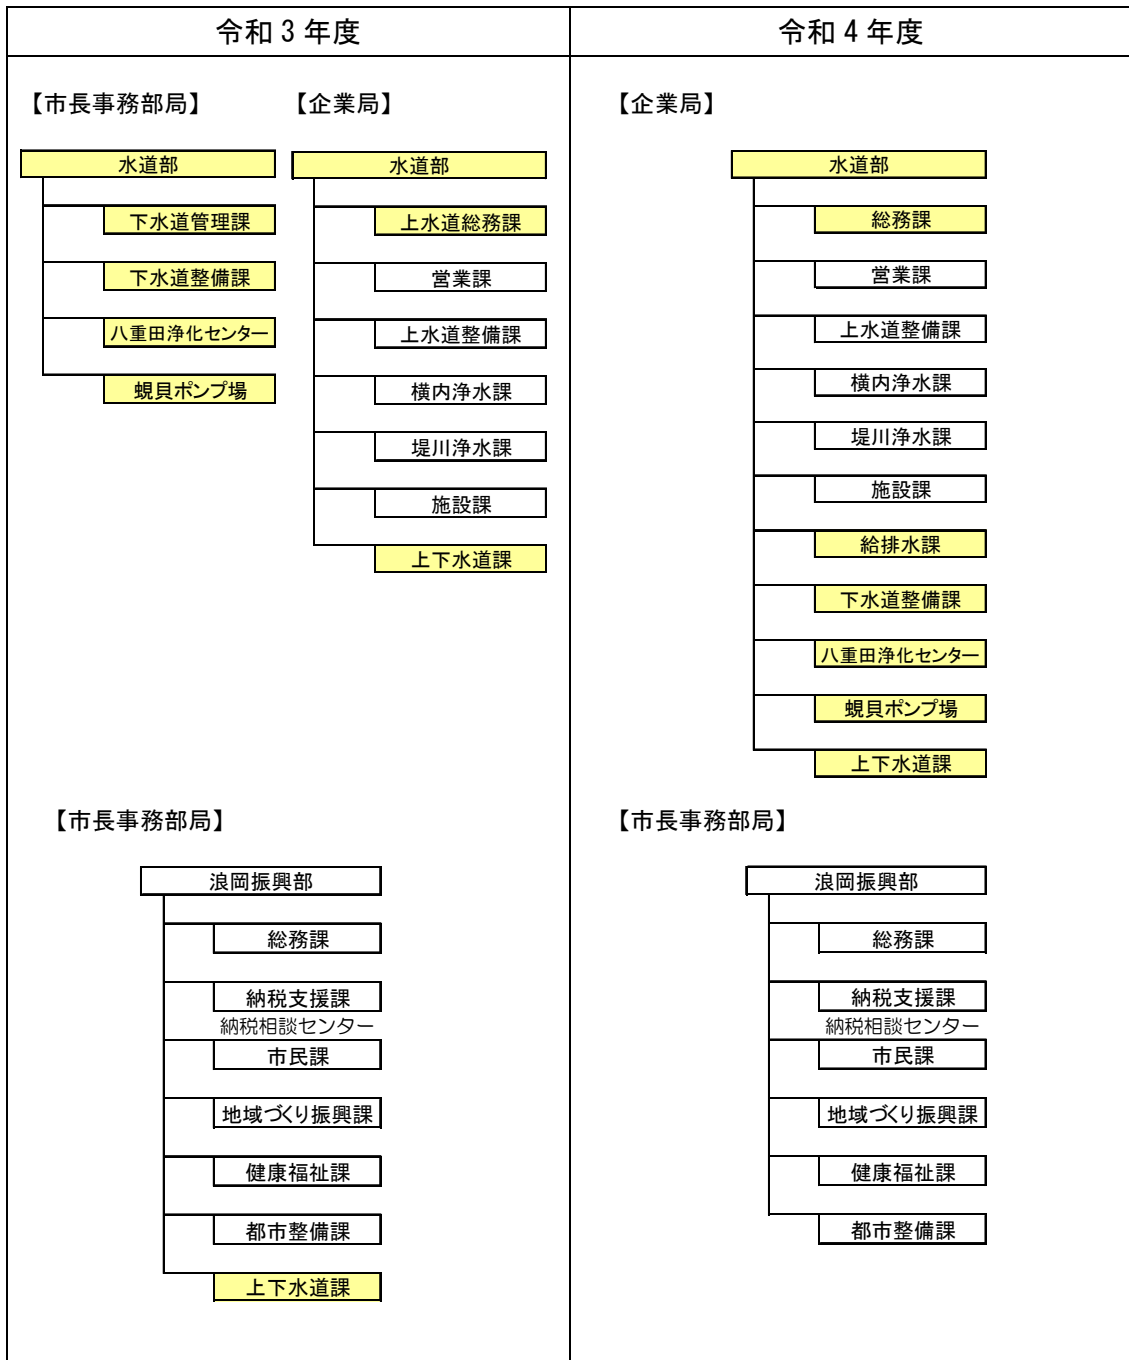 令和３年度
【市長事務部局】
水道部
下水道管理課
下水道整備課
八重田浄化センター
蜆貝ポンプ場
【企業局】
水道部
上水道総務課
営業課
上水道整備課
横内浄水課
堤川浄水課
施設課
上下水道課
【市長事務部局】
浪岡振興部
総務課
納税支援課
納税相談センター
市民課
地域づくり振興課
健康福祉課
都市整備課
上下水道課
令和４年度
【企業局】
水道部
総務課
営業課
上水道整備課
横内浄水課
堤川浄水課
施設課
給排水課
下水道整備課
八重田浄化センター
蜆貝ポンプ場
上下水道課
【市長事務部局】
浪岡振興部
総務課
納税支援課
納税相談センター
市民課
地域づくり振興課
健康福祉課
都市整備課